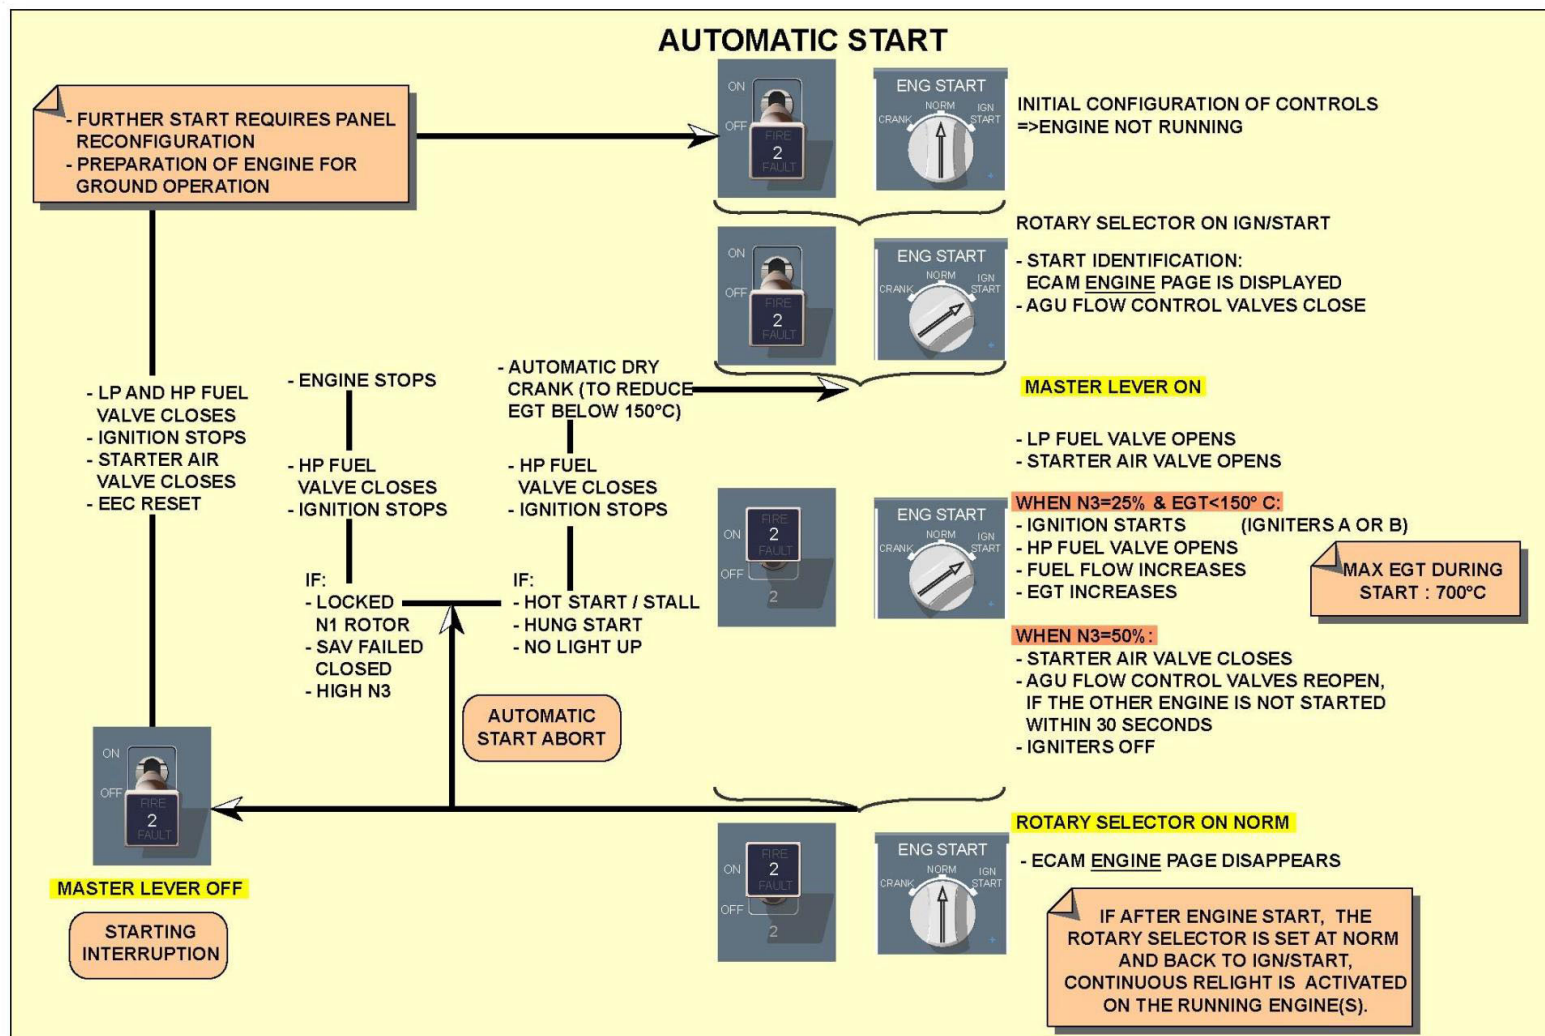 AUTOMATIC START
- FURTHER START REQUIRES PANEL
RECONFIGURATION
- PREPARATION OF ENGINE FOR
GROUND OPERATION
ON
OFF
FIRE
2
FAULT
ENG START
NORM
CRANK
IGN
START
INITIAL CONFIGURATION OF CONTROLS
=>ENGINE NOT RUNNING
ON
OFF
FIRE
2
FAULT
ENG START
NORM
CRANK
IGN
START
ROTARY SELECTOR ON IGN/START
- START IDENTIFICATION:
ECAM ENGINE PAGE IS DISPLAYED
- AGU FLOW CONTROL VALVES CLOSE
- LP AND HP FUEL
VALVE CLOSES
- IGNITION STOPS
- STARTER AIR
VALVE CLOSES
- EEC RESET
- ENGINE STOPS
- HP FUEL
VALVE CLOSES
- IGNITION STOPS
IF:
- LOCKED
N1 ROTOR
- SAV FAILED
CLOSED
- HIGH N3
- AUTOMATIC DRY
CRANK (TO REDUCE
EGT BELOW 150°C)
- HP FUEL
VALVE CLOSES
- IGNITION STOPS
IF:
- HOT START / STALL
- HUNG START
- NO LIGHT UP
AUTOMATIC
START ABORT
MASTER LEVER ON
- LP FUEL VALVE OPENS
- STARTER AIR VALVE OPENS
ON
OFF
FIRE
2
FAULT
2
ENG START
NORM
CRANK
IGN
START
WHEN N3=25% & EGT<150° C:
- IGNITION STARTS (IGNITERS A OR B)
- HP FUEL VALVE OPENS
- FUEL FLOW INCREASES
- EGT INCREASES
MAX EGT DURING
START : 700°C
WHEN N3=50%:
- STARTER AIR VALVE CLOSES
- AGU FLOW CONTROL VALVES REOPEN,
IF THE OTHER ENGINE IS NOT STARTED
WITHIN 30 SECONDS
- IGNITERS OFF
ON
OFF
FIRE
2
FAULT
MASTER LEVER OFF
STARTING
INTERRUPTION
ON
OFF
FIRE
2
FAULT
2
ENG START
NORM
CRANK
IGN
START
ROTARY SELECTOR ON NORM
- ECAM ENGINE PAGE DISAPPEARS
IF AFTER ENGINE START, THE
ROTARY SELECTOR IS SET AT NORM
AND BACK TO IGN/START,
CONTINUOUS RELIGHT IS ACTIVATED
ON THE RUNNING ENGINE(S).